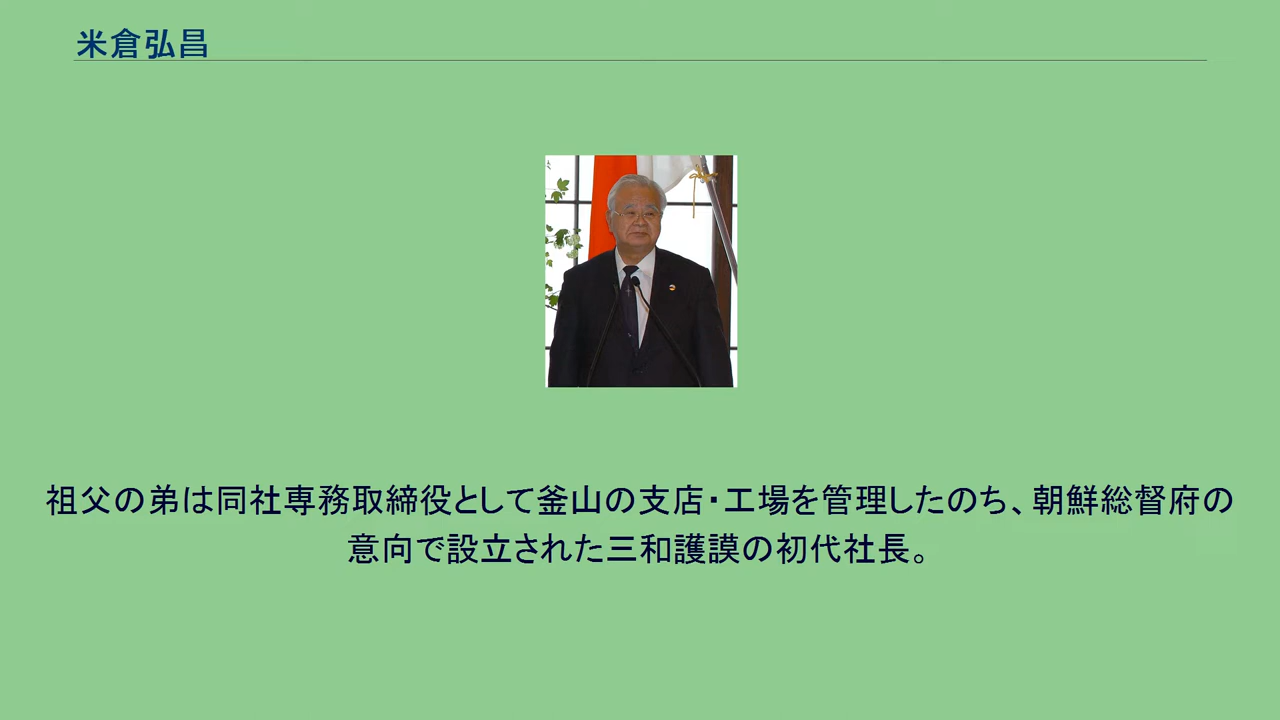 米倉弘昌
祖父の弟は同社専務取締役として釜山の支店・工場を管理したのち、朝鮮総督府の
意向で設立された三和護謨の初代社長。